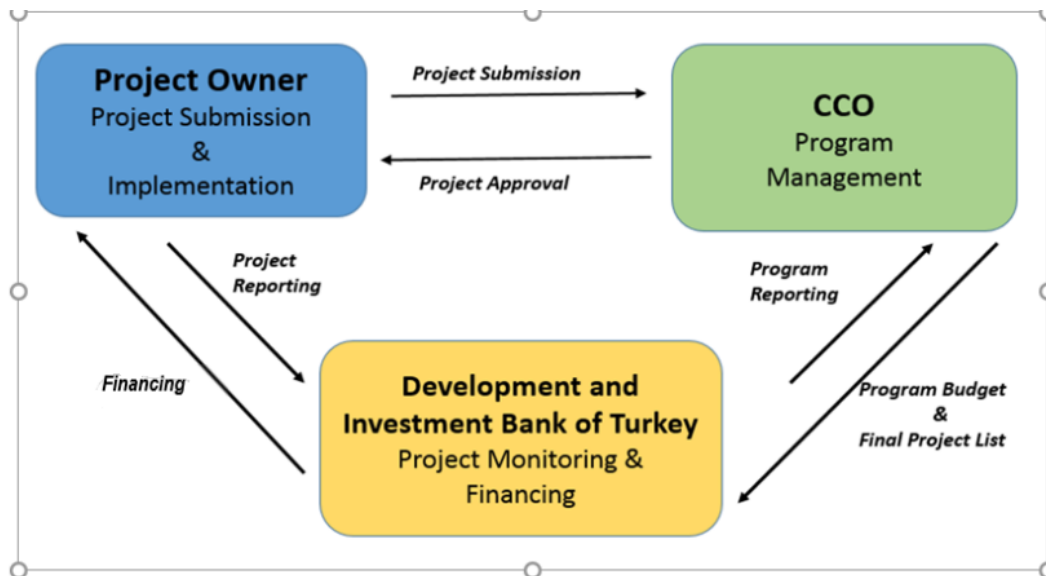 Project Owner
Project Submission
&
Implementation
Project Submission
Project Approval
CCO
Program
Management
Project
Reporting
Program
Reporting
Financing
Development and
Investment Bank of Turkey
Project Monitoring &
Financing
Program Budget
&
Final Project List